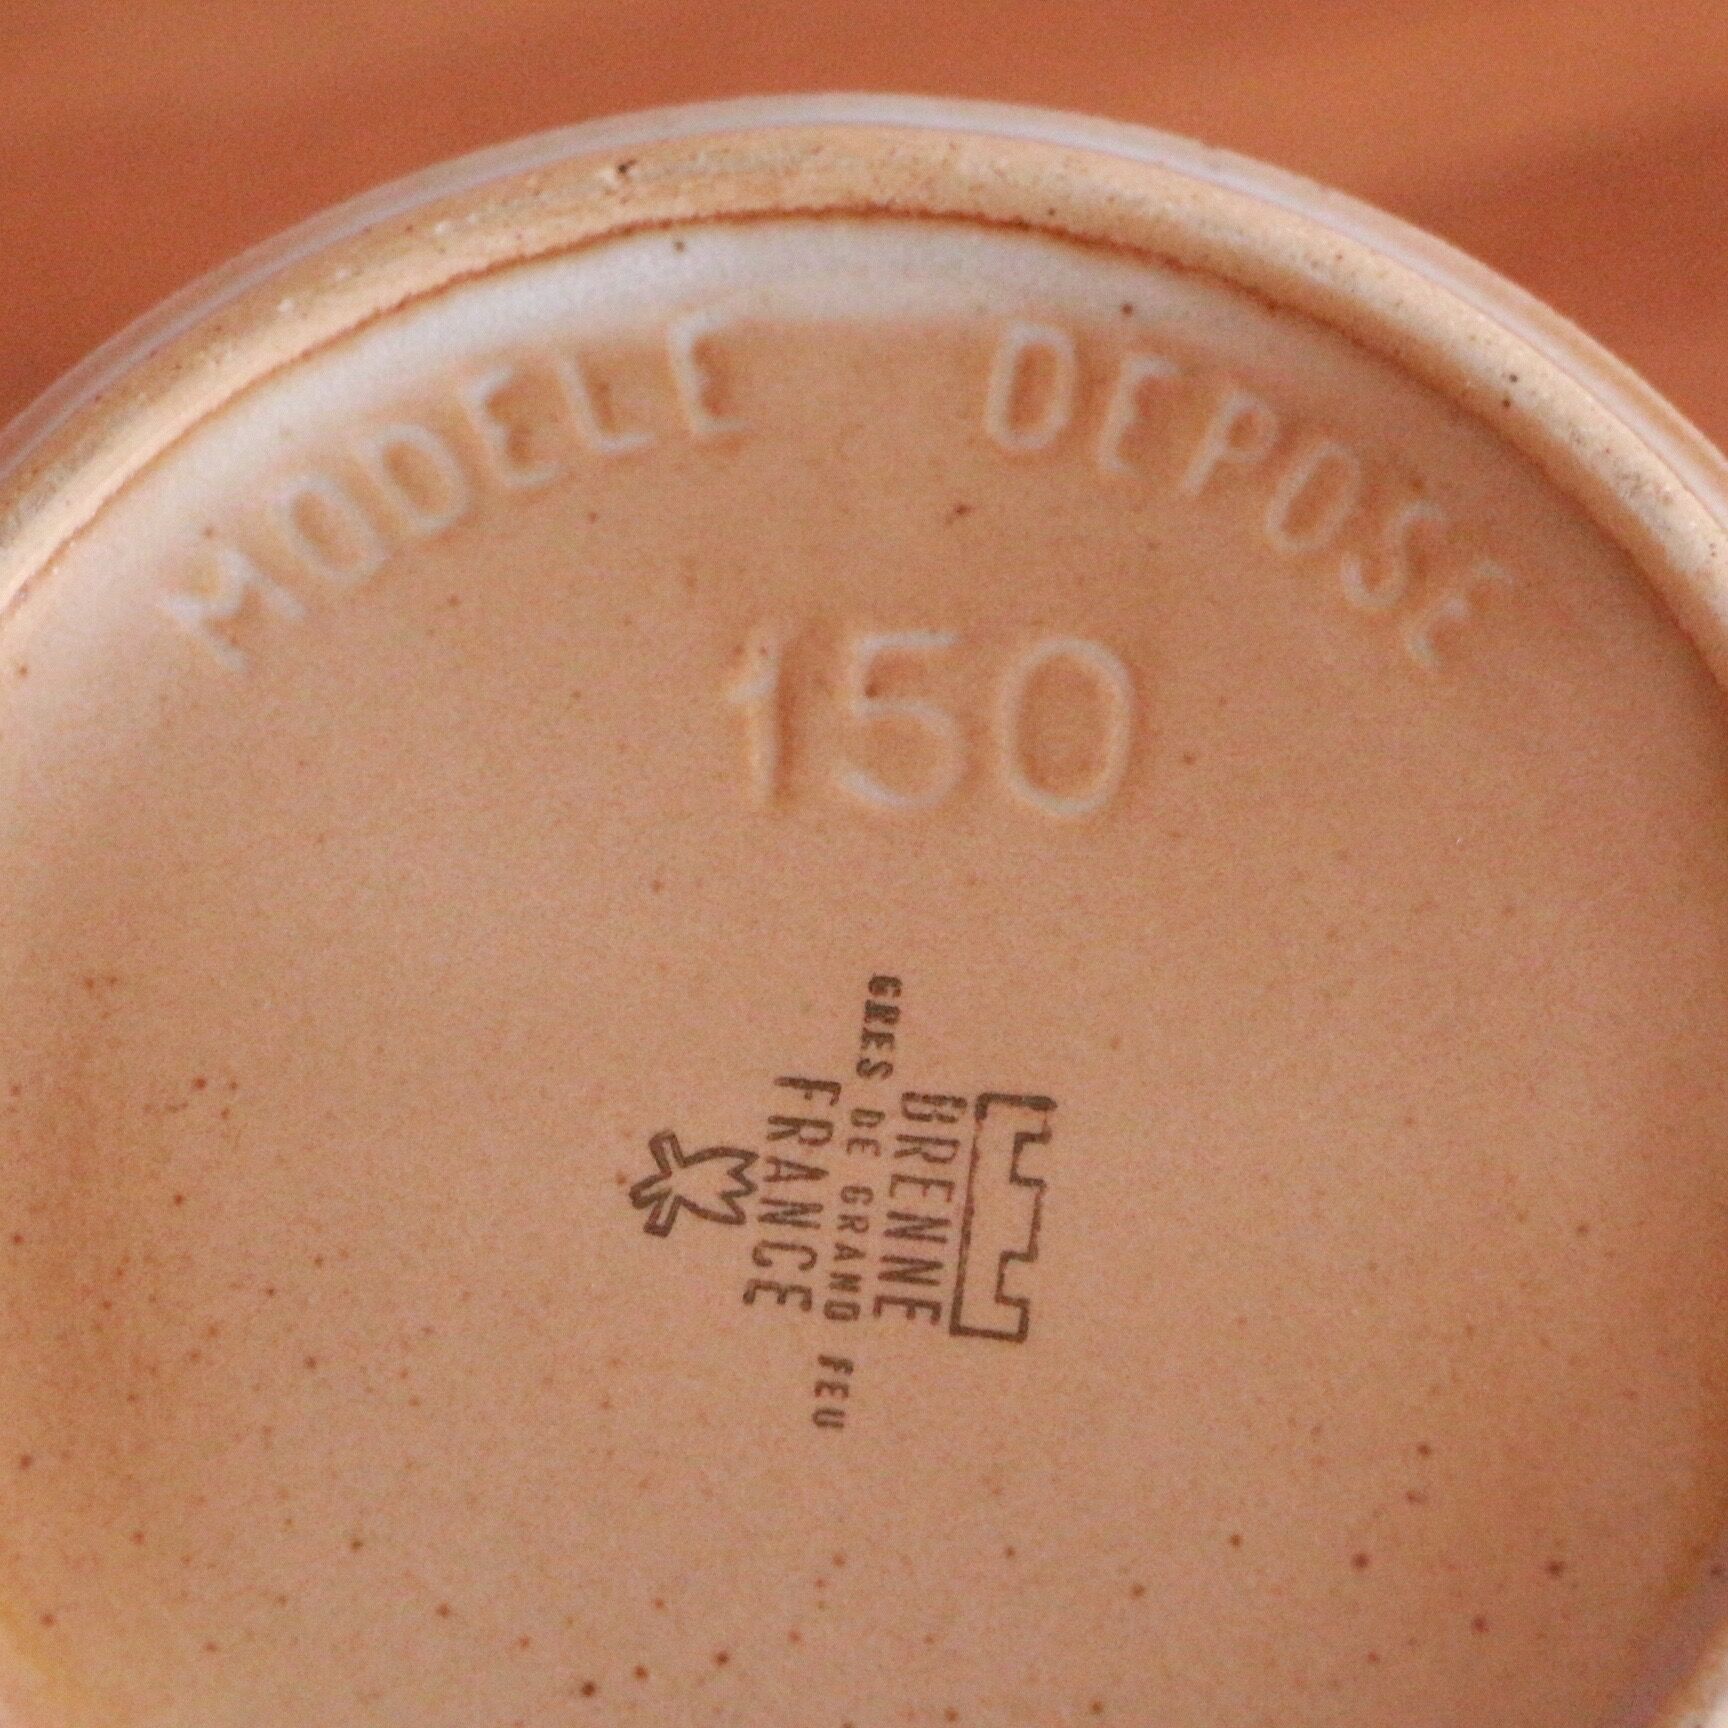 MODELE DEPOSE
150
BRENNE
GRES DE GRAND FEU
FRANCE